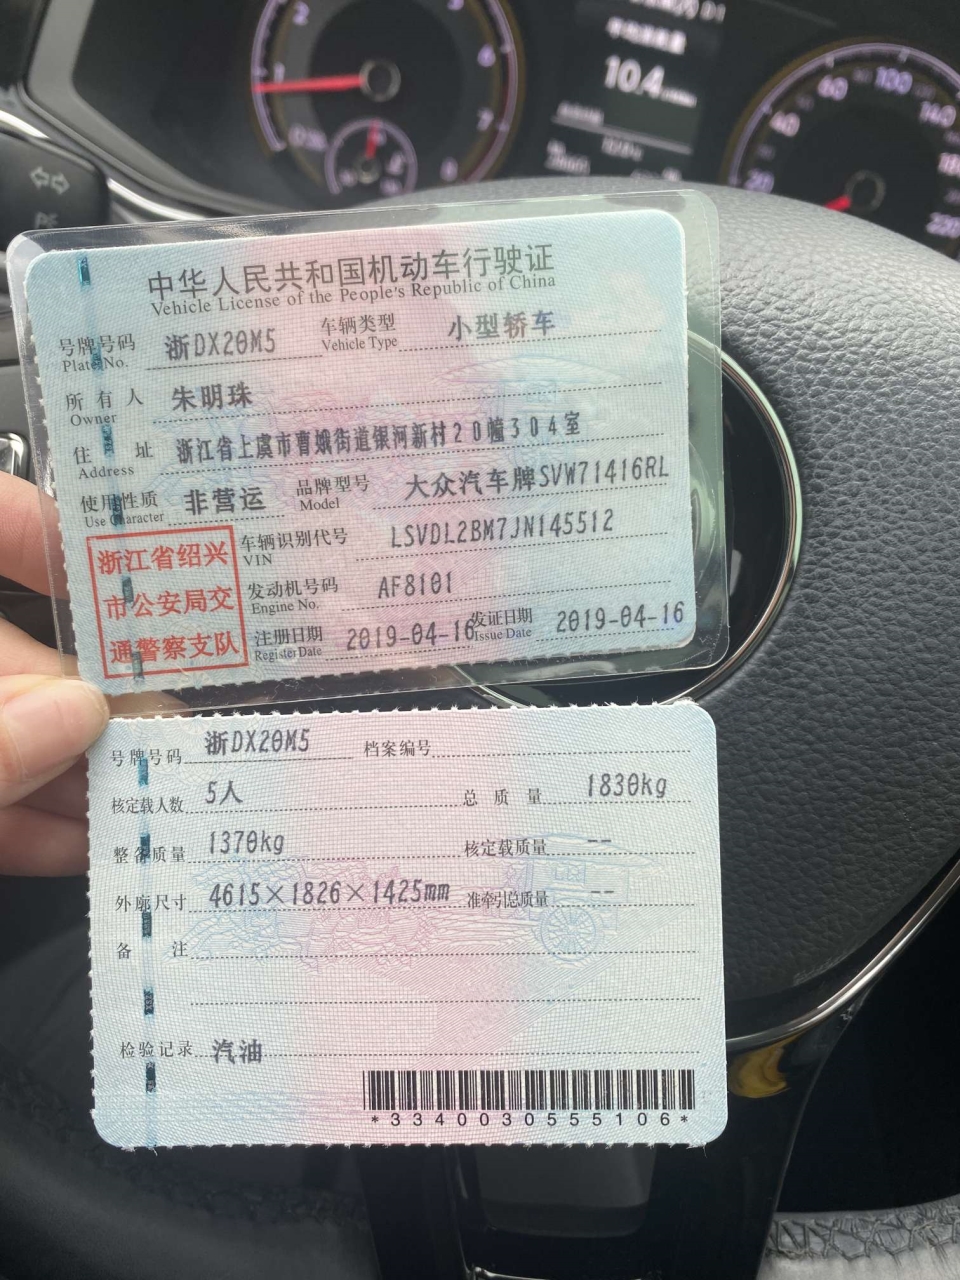 10.4
中华人民共和国机动车行驶证
Vehicle License of the People's Republic of China
号牌号码 浙DX20M5 车辆类型 小型轿车
Plate No. Vehicle Type
所有人 朱明珠
Owner
住址 浙江省上虞市曹娥街道银河新村20幢304室
Address
使用性质 非营运 品牌型号 大众汽车牌SVW71416RL
Use Character Model
浙江省绍兴
市公安局交
通警察支队
车辆识别代号 LSVDL2BM7JN145512
VIN
发动机号码 AF8101
Engine No.
注册日期 2019-04-16 发证日期 2019-04-16
Register Date Issue Date
号牌号码 浙DX20M5 档案编号
核定载人数 5人 总质量 1830kg
整备质量 1370kg 核定载质量 --
外廓尺寸 4615×1826×1425mm 准牵引总质量 --
备注
检验记录 汽油
*3340030555106*